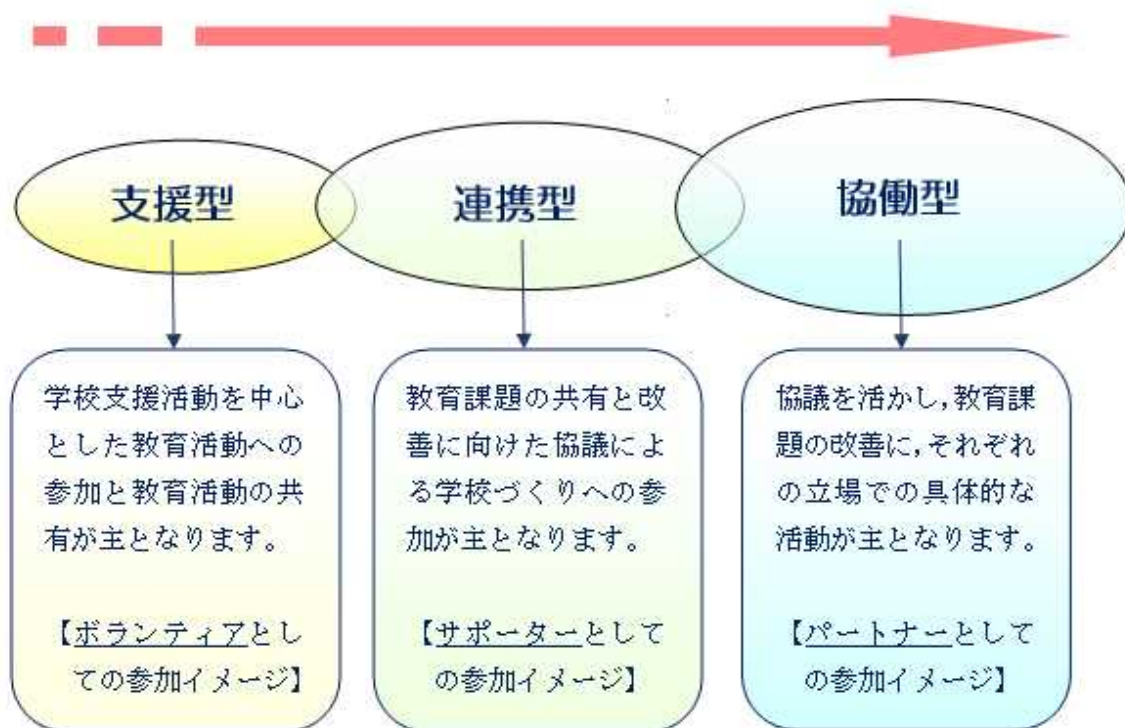 支援型
連携型
協働型
学校支援活動を中心
とした教育活動への
参加と教育活動の共
有が主となります。
【ボランティアとし
ての参加イメージ】
教育課題の共有と改
善に向けた協議によ
る学校づくりへの参
加が主となります。
【サポーターとして
の参加イメージ】
協議を活かし,教育課
題の改善に,それぞれ
の立場での具体的な
活動が主となります。
【パートナーとして
の参加イメージ】